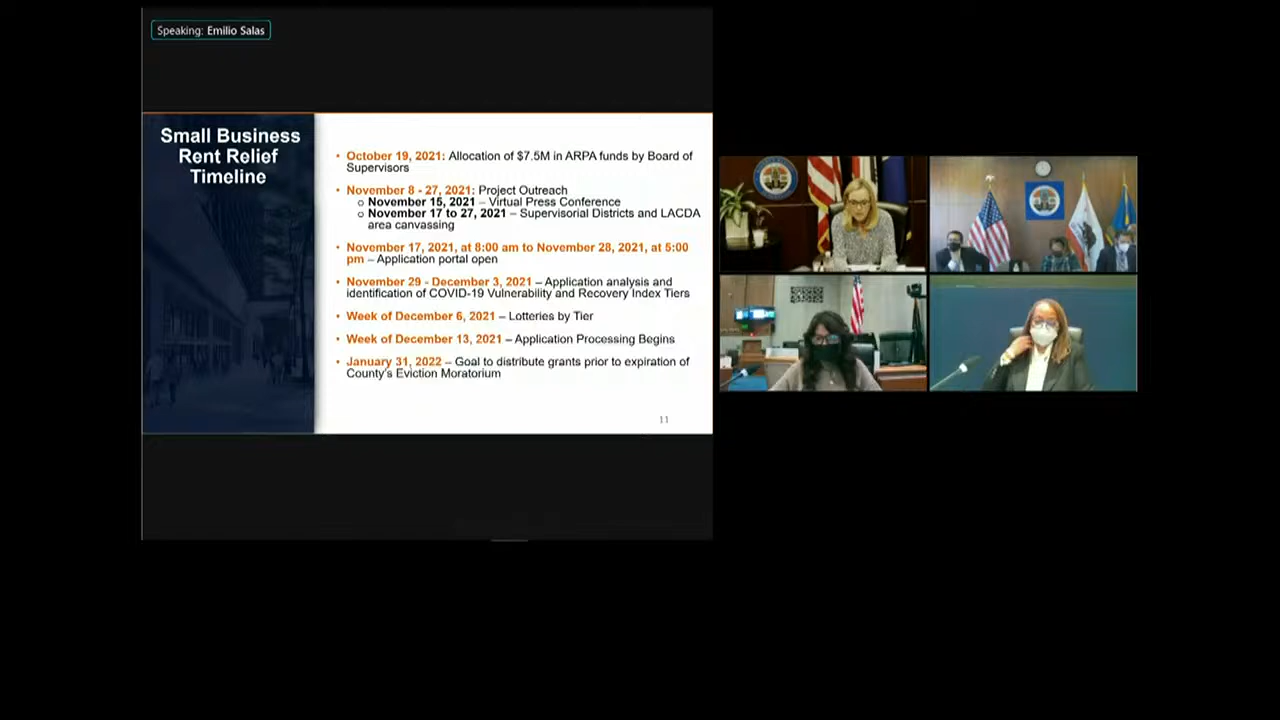 Speaking: Emilio Salas
Small Business
Rent Relief
Timeline
• October 19, 2021: Allocation of $7.5M in ARPA funds by Board of
Supervisors
• November 8 - 27, 2021: Project Outreach
o November 15, 2021 – Virtual Press Conference
o November 17 to 27, 2021 – Supervisorial Districts and LACDA
area canvassing
• November 17, 2021, at 8:00 am to November 28, 2021, at 5:00
pm – Application portal open
• November 29 - December 3, 2021 – Application analysis and
identification of COVID-19 Vulnerability and Recovery Index Tiers
• Week of December 6, 2021 – Lotteries by Tier
• Week of December 13, 2021 – Application Processing Begins
• January 31, 2022 – Goal to distribute grants prior to expiration of
County's Eviction Moratorium
11